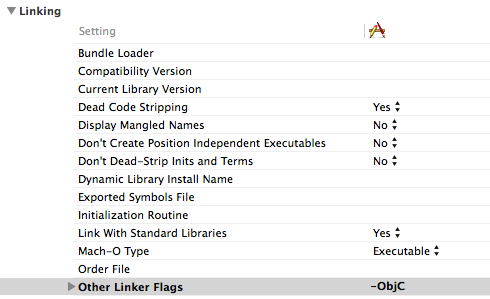 Linking
Setting
Bundle Loader
Compatibility Version
Current Library Version
Dead Code Stripping Yes
Display Mangled Names No
Don't Create Position Independent Executables No
Don't Dead-Strip Inits and Terms No
Dynamic Library Install Name
Exported Symbols File
Initialization Routine
Link With Standard Libraries Yes
Mach-O Type Executable
Order File
Other Linker Flags -ObjC